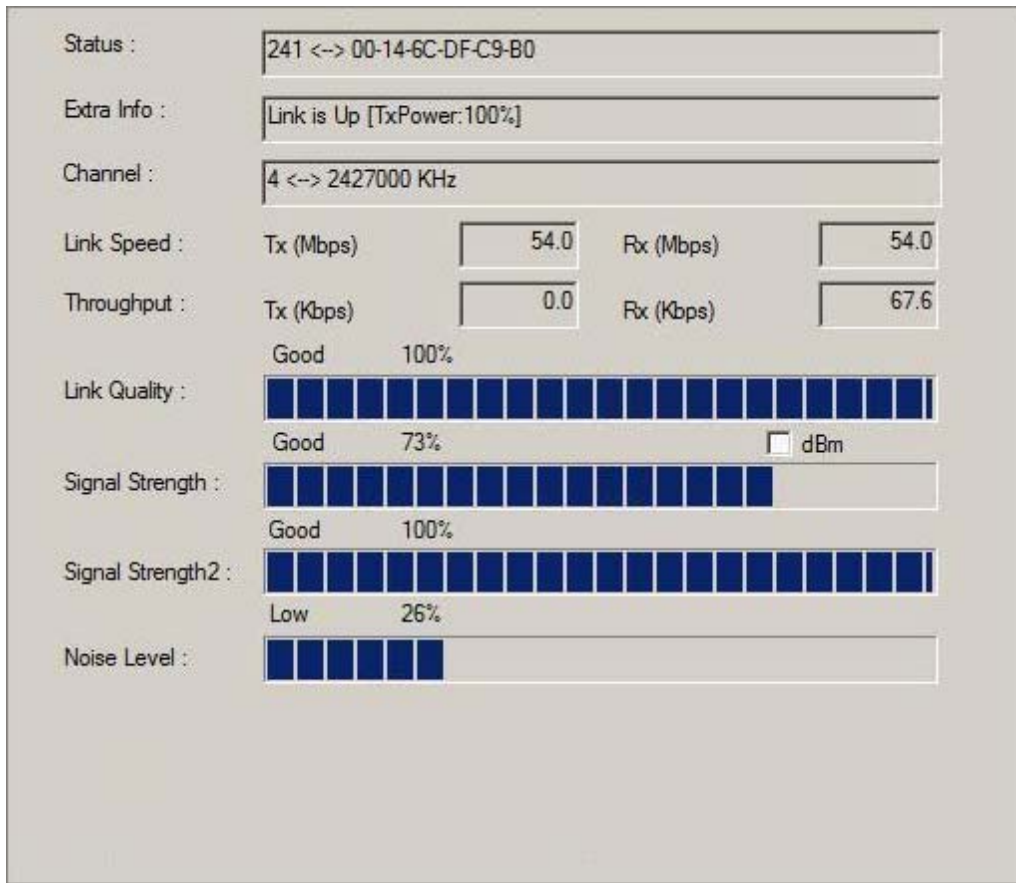 Status : 241 <--> 00-14-6C-DF-C9-B0
Extra Info : Link is Up [TxPower:100%]
Channel : 4 <--> 2427000 KHz
Link Speed : Tx (Mbps) 54.0 Rx (Mbps) 54.0
Throughput : Tx (Kbps) 0.0 Rx (Kbps) 67.6
Good 100%
Link Quality :
Good 73% dBm
Signal Strength :
Good 100%
Signal Strength2 :
Low 26%
Noise Level :